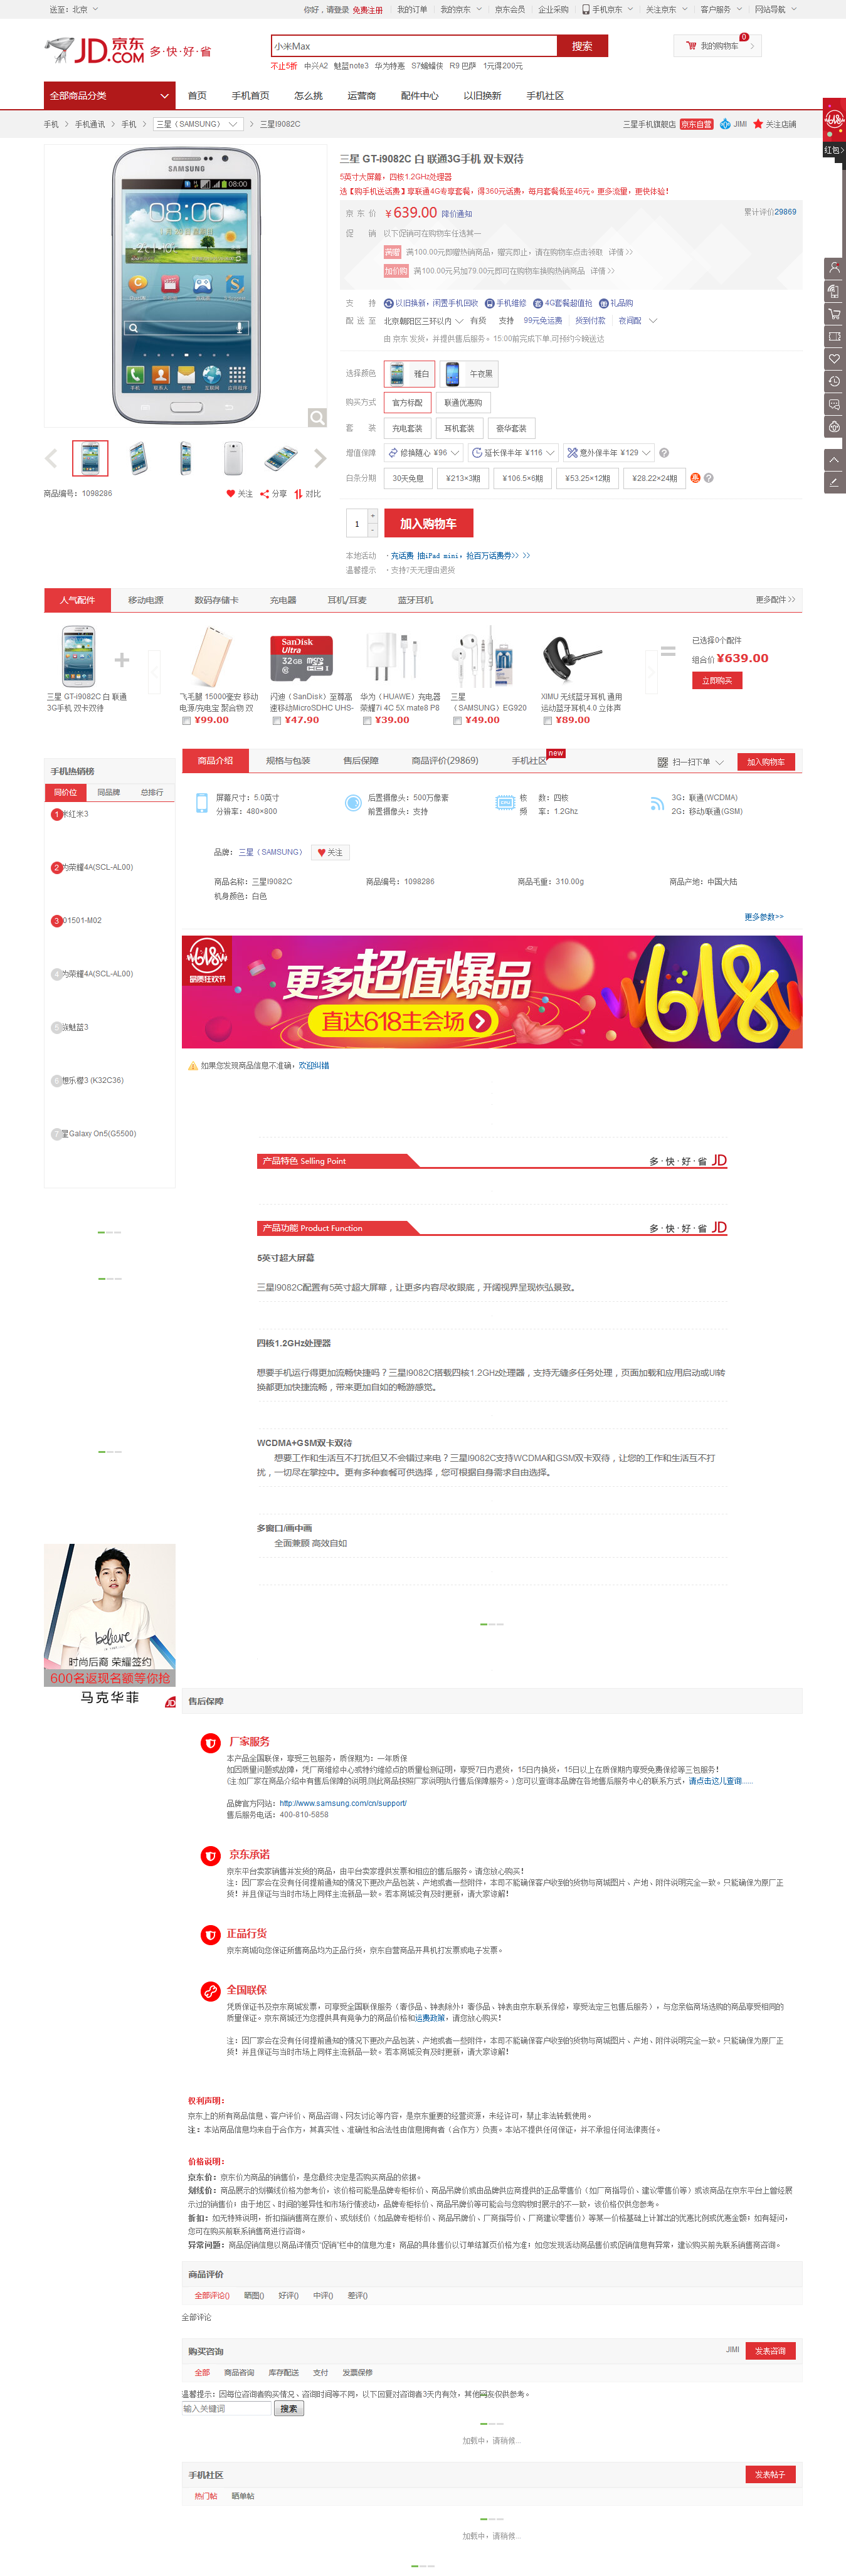 送至：北京
你好，请登录 免费注册 我的订单 我的京东 京东会员 企业采购 手机京东 关注京东 客户服务 网站导航
JD.COM 京东 多·快·好·省
小米Max 搜索
我的购物车 0
不止5折 中兴A2 魅蓝note3 华为特惠 S7蝙蝠侠 R9 巴萨 1元得200元
全部商品分类 首页 手机首页 怎么挑 运营商 配件中心 以旧换新 手机社区
手机 > 手机通讯 > 手机 > 三星（SAMSUNG） > 三星I9082C
三星手机旗舰店 京东自营 JIMI 关注店铺
618
红包
三星 GT-i9082C 白 联通3G手机 双卡双待
5英寸大屏幕，四核1.2GHz处理器
选【购手机送话费】享联通4G专享套餐，得360元话费，每月套餐低至46元。更多流量，更快体验！
京东价 ￥639.00 降价通知
累计评价29869
促销 以下促销可在购物车任选其一
满赠 满100.00元即赠热销商品，赠完即止，请在购物车点击领取 详情 >>
加价购 满100.00元另加79.00元即可在购物车换购热销商品 详情 >>
支持 以旧换新，闲置手机回收 手机维修 4G套餐超值抢 礼品购
配送至 北京朝阳区三环以内 有货 支持 99元免运费 货到付款 夜间配
由 京东 发货，并提供售后服务。15:00前完成下单,可预约今晚送达
选择颜色 雅白 午夜黑
购买方式 官方标配 联通优惠购
套装 充电套装 耳机套装 豪华套装
增值保障 修换随心 ¥96 延长保半年 ¥116 意外保半年 ¥129
白条分期 30天免息 ¥213×3期 ¥106.5×6期 ¥53.25×12期 ¥28.22×24期
商品编号：1098286 关注 分享 对比
1 + - 加入购物车
本地活动 · 充话费 抽iPad mini，抢百万话费券>> >>
温馨提示 · 支持7天无理由退货
人气配件 移动电源 数码存储卡 充电器 耳机/耳麦 蓝牙耳机 更多配件 >>
三星 GT-i9082C 白 联通3G手机 双卡双待
飞毛腿 15000毫安 移动电源/充电宝 聚合物 双
￥99.00
闪迪（SanDisk）至尊高速移动MicroSDHC UHS-
￥47.90
华为（HUAWEI）充电器 荣耀7i 4C 5X mate8 P8
￥39.00
三星（SAMSUNG）EG920
￥49.00
XIMU 无线蓝牙耳机 通用 运动蓝牙耳机4.0 立体声
￥89.00
已选择0个配件
组合价 ￥639.00
立即购买
手机热销榜
同价位 同品牌 总排行
1 米红米3
2 为荣耀4A(SCL-AL00)
3 01501-M02
4 为荣耀4A(SCL-AL00)
5 族魅蓝3
6 想乐檬3 (K32C36)
7 星Galaxy On5(G5500)
商品介绍 规格与包装 售后保障 商品评价(29869) 手机社区 new 扫一扫下单 加入购物车
屏幕尺寸：5.0英寸
分辨率：480×800
后置摄像头：500万像素
前置摄像头：支持
核 数：四核
频 率：1.2Ghz
3G：联通(WCDMA)
2G：移动/联通(GSM)
品牌：三星（SAMSUNG） 关注
商品名称：三星I9082C 商品编号：1098286 商品毛重：310.00g 商品产地：中国大陆
机身颜色：白色
更多参数>>
618 品质狂欢节
更多超值爆品
直达618主会场
618
如果您发现商品信息不准确，欢迎纠错
产品特色 Selling Point 多·快·好·省 JD
产品功能 Product Function 多·快·好·省 JD
5英寸超大屏幕
三星I9082C配置有5英寸超大屏幕，让更多内容尽收眼底，开阔视界呈现恢弘景致。
四核1.2GHz处理器
想要手机运行得更加流畅快捷吗？三星I9082C搭载四核1.2GHz处理器，支持无缝多任务处理，页面加载和应用启动或UI转
换都更加快捷流畅，带来更加自如的畅游感觉。
WCDMA+GSM双卡双待
想要工作和生活互不打扰但又不会错过来电？三星I9082C支持WCDMA和GSM双卡双待，让您的工作和生活互不打
扰，一切尽在掌控中。更有多种套餐可供选择，您可根据自身需求自由选择。
多窗口/画中画
全面兼顾 高效自如
believe
时尚后裔 荣耀签约
600名返现名额等你抢
马克华菲 JD
售后保障
厂家服务
本产品全国联保，享受三包服务，质保期为：一年质保
如因质量问题或故障，凭厂商维修中心或特约维修点的质量检测证明，享受7日内退货，15日内换货，15日以上在质保期内享受免费保修等三包服务！
(注:如厂家在商品介绍中有售后保障的说明,则此商品按照厂家说明执行售后保障服务。) 您可以查询本品牌在各地售后服务中心的联系方式，请点击这儿查询......
品牌官方网站：http://www.samsung.com/cn/support/
售后服务电话：400-810-5858
京东承诺
京东平台卖家销售并发货的商品，由平台卖家提供发票和相应的售后服务。请您放心购买！
注：因厂家会在没有任何提前通知的情况下更改产品包装、产地或者一些附件，本司不能确保客户收到的货物与商城图片、产地、附件说明完全一致。只能确保为原厂正
货！并且保证与当时市场上同样主流新品一致。若本商城没有及时更新，请大家谅解！
正品行货
京东商城向您保证所售商品均为正品行货，京东自营商品开具机打发票或电子发票。
全国联保
凭质保证书及京东商城发票，可享受全国联保服务（奢侈品、钟表除外；奢侈品、钟表由京东联系保修，享受法定三包售后服务），与您亲临商场选购的商品享受相同的
质量保证。京东商城还为您提供具有竞争力的商品价格和运费政策，请您放心购买！
注：因厂家会在没有任何提前通知的情况下更改产品包装、产地或者一些附件，本司不能确保客户收到的货物与商城图片、产地、附件说明完全一致。只能确保为原厂正
货！并且保证与当时市场上同样主流新品一致。若本商城没有及时更新，请大家谅解！
权利声明：
京东上的所有商品信息、客户评价、商品咨询、网友讨论等内容，是京东重要的经营资源，未经许可，禁止非法转载使用。
注：本站商品信息均来自于合作方，其真实性、准确性和合法性由信息拥有者（合作方）负责。本站不提供任何保证，并不承担任何法律责任。
价格说明：
京东价：京东价为商品的销售价，是您最终决定是否购买商品的依据。
划线价：商品展示的划横线价格为参考价，该价格可能是品牌专柜标价、商品吊牌价或由品牌供应商提供的正品零售价（如厂商指导价、建议零售价等）或该商品在京东平台上曾经展
示过的销售价；由于地区、时间的差异性和市场行情波动，品牌专柜标价、商品吊牌价等可能会与您购物时展示的不一致，该价格仅供您参考。
折扣：如无特殊说明，折扣指销售商在原价、或划线价（如品牌专柜标价、商品吊牌价、厂商指导价、厂商建议零售价）等某一价格基础上计算出的优惠比例或优惠金额；如有疑问，
您可在购买前联系销售商进行咨询。
异常问题：商品促销信息以商品详情页“促销”栏中的信息为准；商品的具体售价以订单结算页价格为准；如您发现活动商品售价或促销信息有异常，建议购买前先联系销售商咨询。
商品评价
全部评论() 晒图() 好评() 中评() 差评()
全部评论
购买咨询 JIMI 发表咨询
全部 商品咨询 库存配送 支付 发票保修
温馨提示：因每位咨询者购买情况、咨询时间等不同，以下回复对咨询者3天内有效，其他网友仅供参考。
输入关键词 搜索
加载中，请稍候...
手机社区 发表帖子
热门帖 晒单帖
加载中，请稍候...